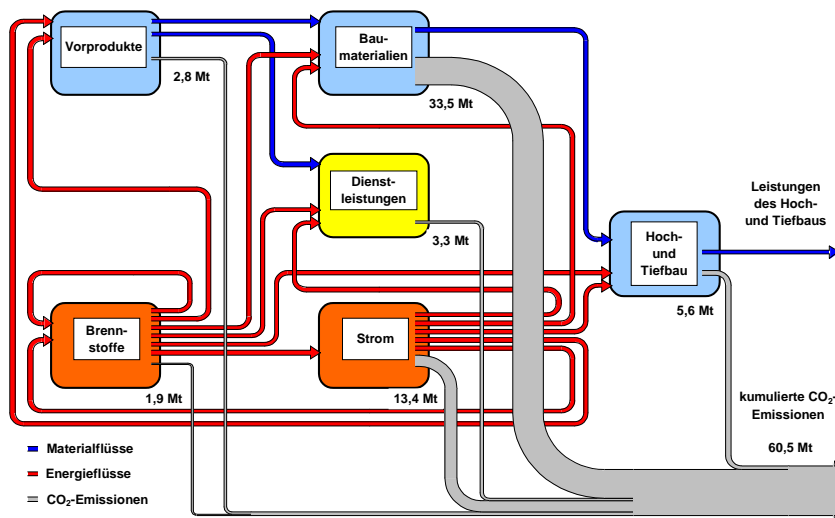 Vorprodukte
2,8 Mt
Bau-
materialien
33,5 Mt
Dienst-
leistungen
3,3 Mt
Hoch-
und
Tiefbau
5,6 Mt
Leistungen
des Hoch-
und Tiefbaus
Brenn-
stoffe
1,9 Mt
Strom
13,4 Mt
kumulierte CO₂-
Emissionen
60,5 Mt
Materialflüsse
Energieflüsse
CO₂-Emissionen